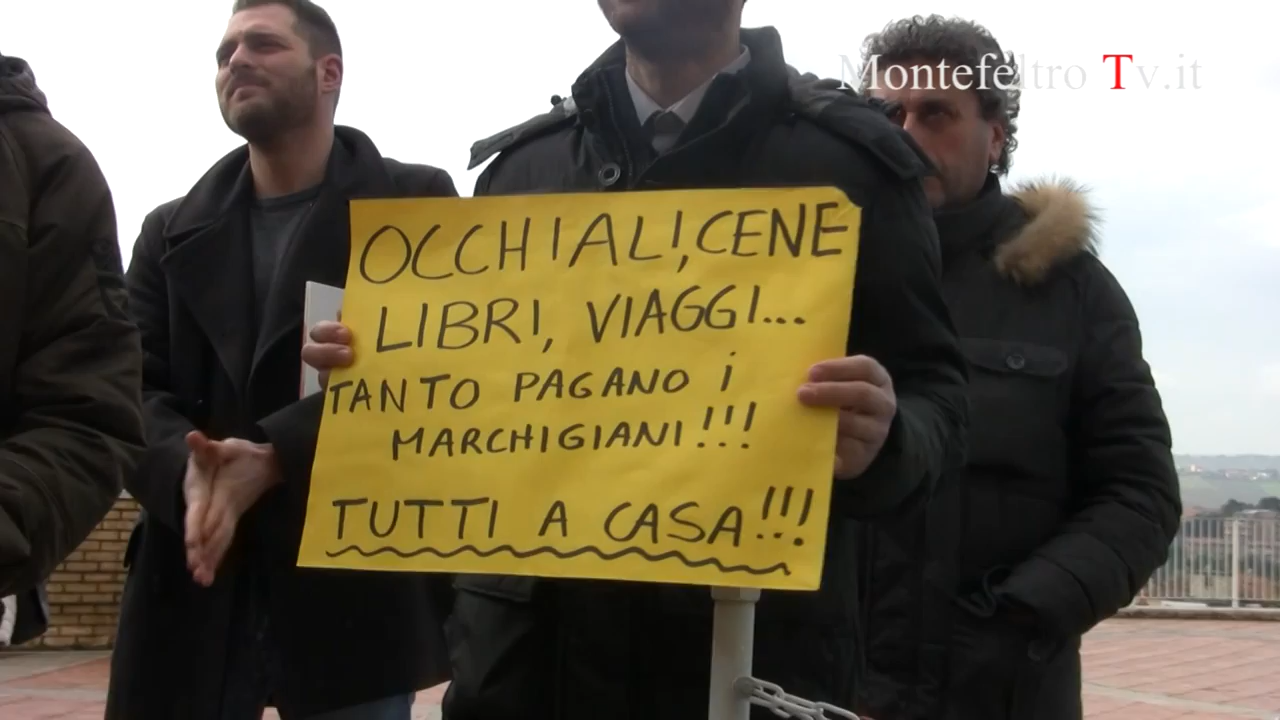 Montefeltro Tv.it
OCCHIALI, CENE
LIBRI, VIAGGI...
TANTO PAGANO i
MARCHIGIANI!!!
TUTTI A CASA!!!